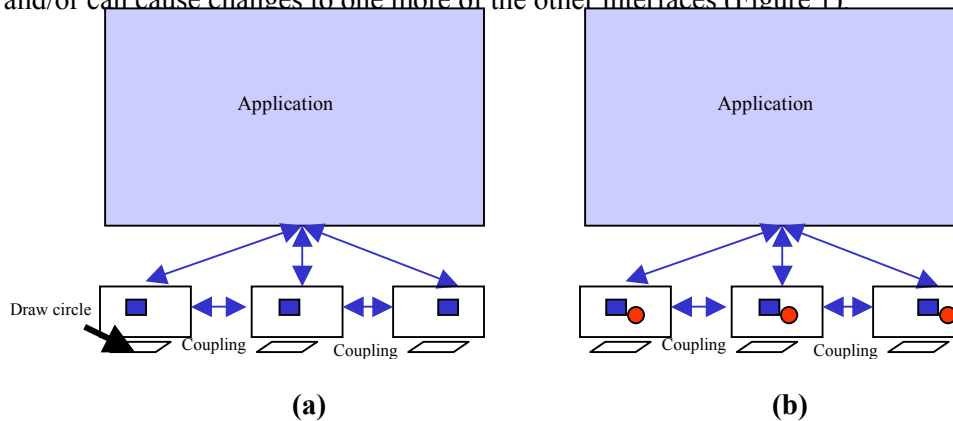 and/or can cause changes to one more of the other interfaces (Figure 1).
Application
Application
Draw circle
Coupling
Coupling
Coupling
Coupling
(a)
(b)